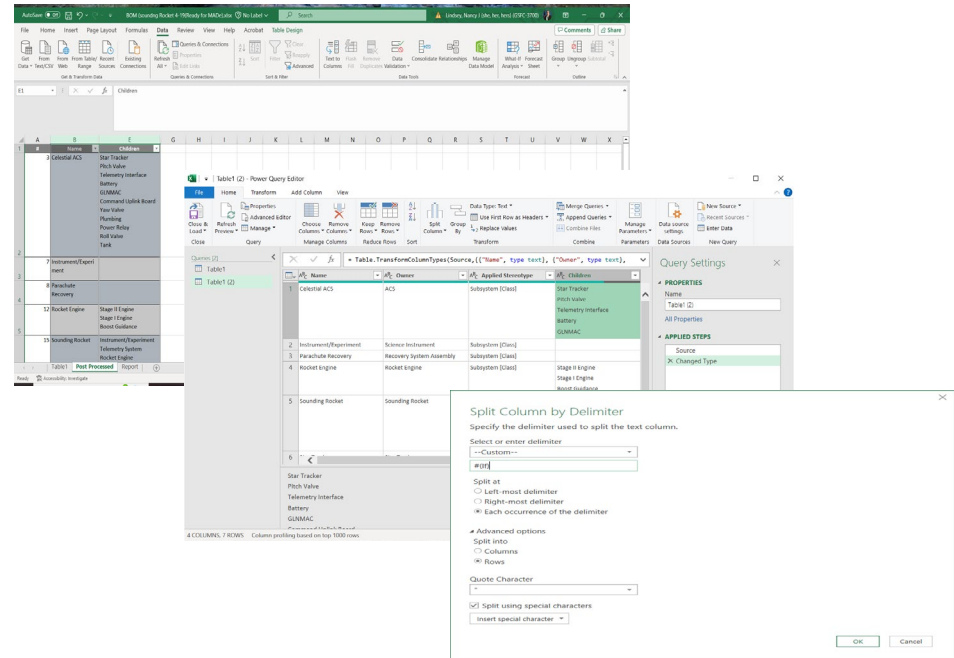 AutoSave Off BOM (sounding Rocket 4-19)(Ready for MADe).xlsx No Label Search Lindsey, Nancy J (she, her, hers) (GRC-3700)
File Home Insert Page Layout Formulas Data Review View Help Acrobat Table Design Comments Share
Get Data From Text/CSV From Web From Table/Range Recent Sources Existing Connections Refresh All Queries & Connections Properties Edit Links Sort Filter Clear Reapply Advanced Text to Columns Flash Fill Remove Duplicates Data Validation Consolidate Relationships Manage Data Model What-If Analysis Forecast Sheet Group Ungroup Subtotal
Get & Transform Data Queries & Connections Sort & Filter Data Tools Forecast Outline
E1 fx Children
A B E G H I J K L M N O P Q R S T U V W X
1 # Name Children
3 Celestial ACS Star Tracker
Pitch Valve
Telemetry Interface
Battery
GLNMAC
Command Uplink Board
Yaw Valve
Plumbing
Power Relay
Roll Valve
Tank
2
7 Instrument/Experi
ment
3
8 Parachute
Recovery
4
12 Rocket Engine Stage II Engine
Stage I Engine
Boost Guidance
5
15 Sounding Rocket Instrument/Experiment
Telemetry System
Rocket Engine
Table1 Post Processed Report
Ready Accessibility: Investigate
Table1 (2) - Power Query Editor
File Home Transform Add Column View
Close & Load Refresh Preview Properties Advanced Editor Manage Choose Columns Remove Columns Keep Rows Remove Rows Split Column Group By Data Type: Text Use First Row as Headers Replace Values Merge Queries Append Queries Combine Files Manage Parameters Data source settings New Source Recent Sources Enter Data
Close Query Manage Columns Reduce Rows Sort Transform Combine Parameters Data Sources New Query
Queries [2]
Table1
Table1 (2)
fx = Table.TransformColumnTypes(Source,{{"Name", type text}, {"Owner", type text},
Name Owner Applied Stereotype Children
1 Celestial ACS ACS Subsystem [Class] Star Tracker
Pitch Valve
Telemetry Interface
Battery
GLNMAC
2 Instrument/Experiment Science Instrument Subsystem [Class]
3 Parachute Recovery Recovery System Assembly Subsystem [Class]
4 Rocket Engine Rocket Engine Subsystem [Class] Stage II Engine
Stage I Engine
Boost Guidance
5 Sounding Rocket Sounding Rocket
6
Star Tracker
Pitch Valve
Telemetry Interface
Battery
GLNMAC
Command Uplink Board
4 COLUMNS, 7 ROWS Column profiling based on top 1000 rows
Query Settings
PROPERTIES
Name
Table1 (2)
All Properties
APPLIED STEPS
Source
Changed Type
Split Column by Delimiter
Specify the delimiter used to split the text column.
Select or enter delimiter
--Custom--
#(lf)
Split at
Left-most delimiter
Right-most delimiter
Each occurrence of the delimiter
Advanced options
Split into
Columns
Rows
Quote Character
"
Split using special characters
Insert special character
OK Cancel